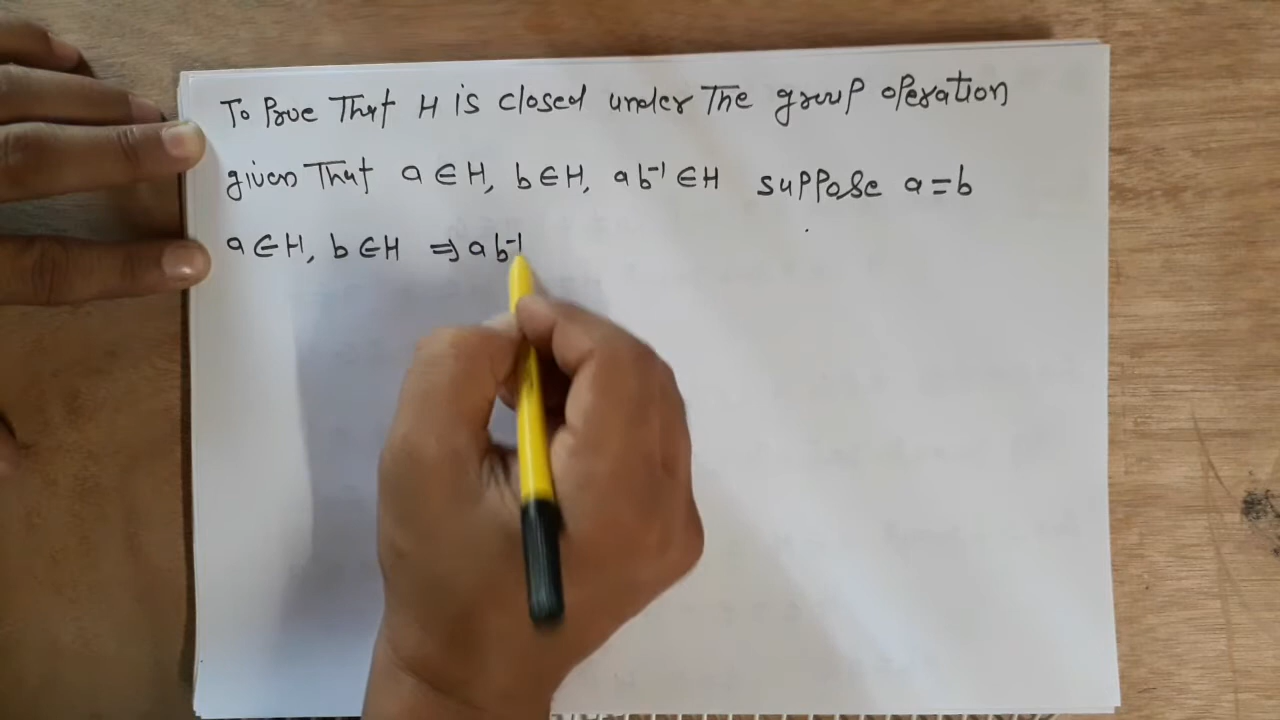 To Prove That H is closed under The group operation
given That a ∈ H, b ∈ H, ab⁻¹ ∈ H suppose a = b
a ∈ H, b ∈ H ⇒ ab⁻¹